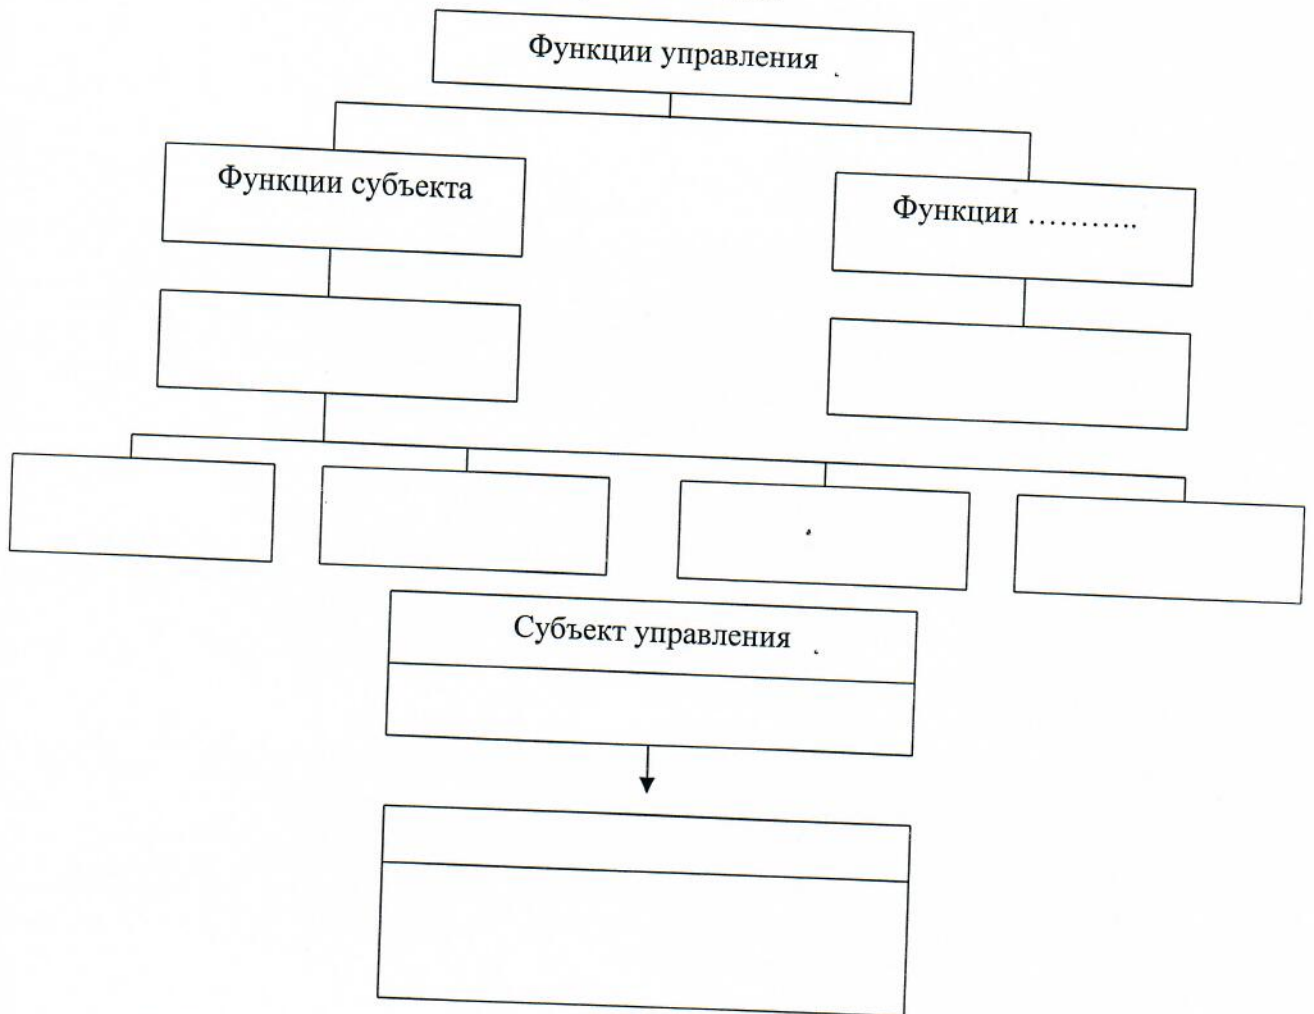 Функции управления
Функции субъекта
Функции ………..
Субъект управления